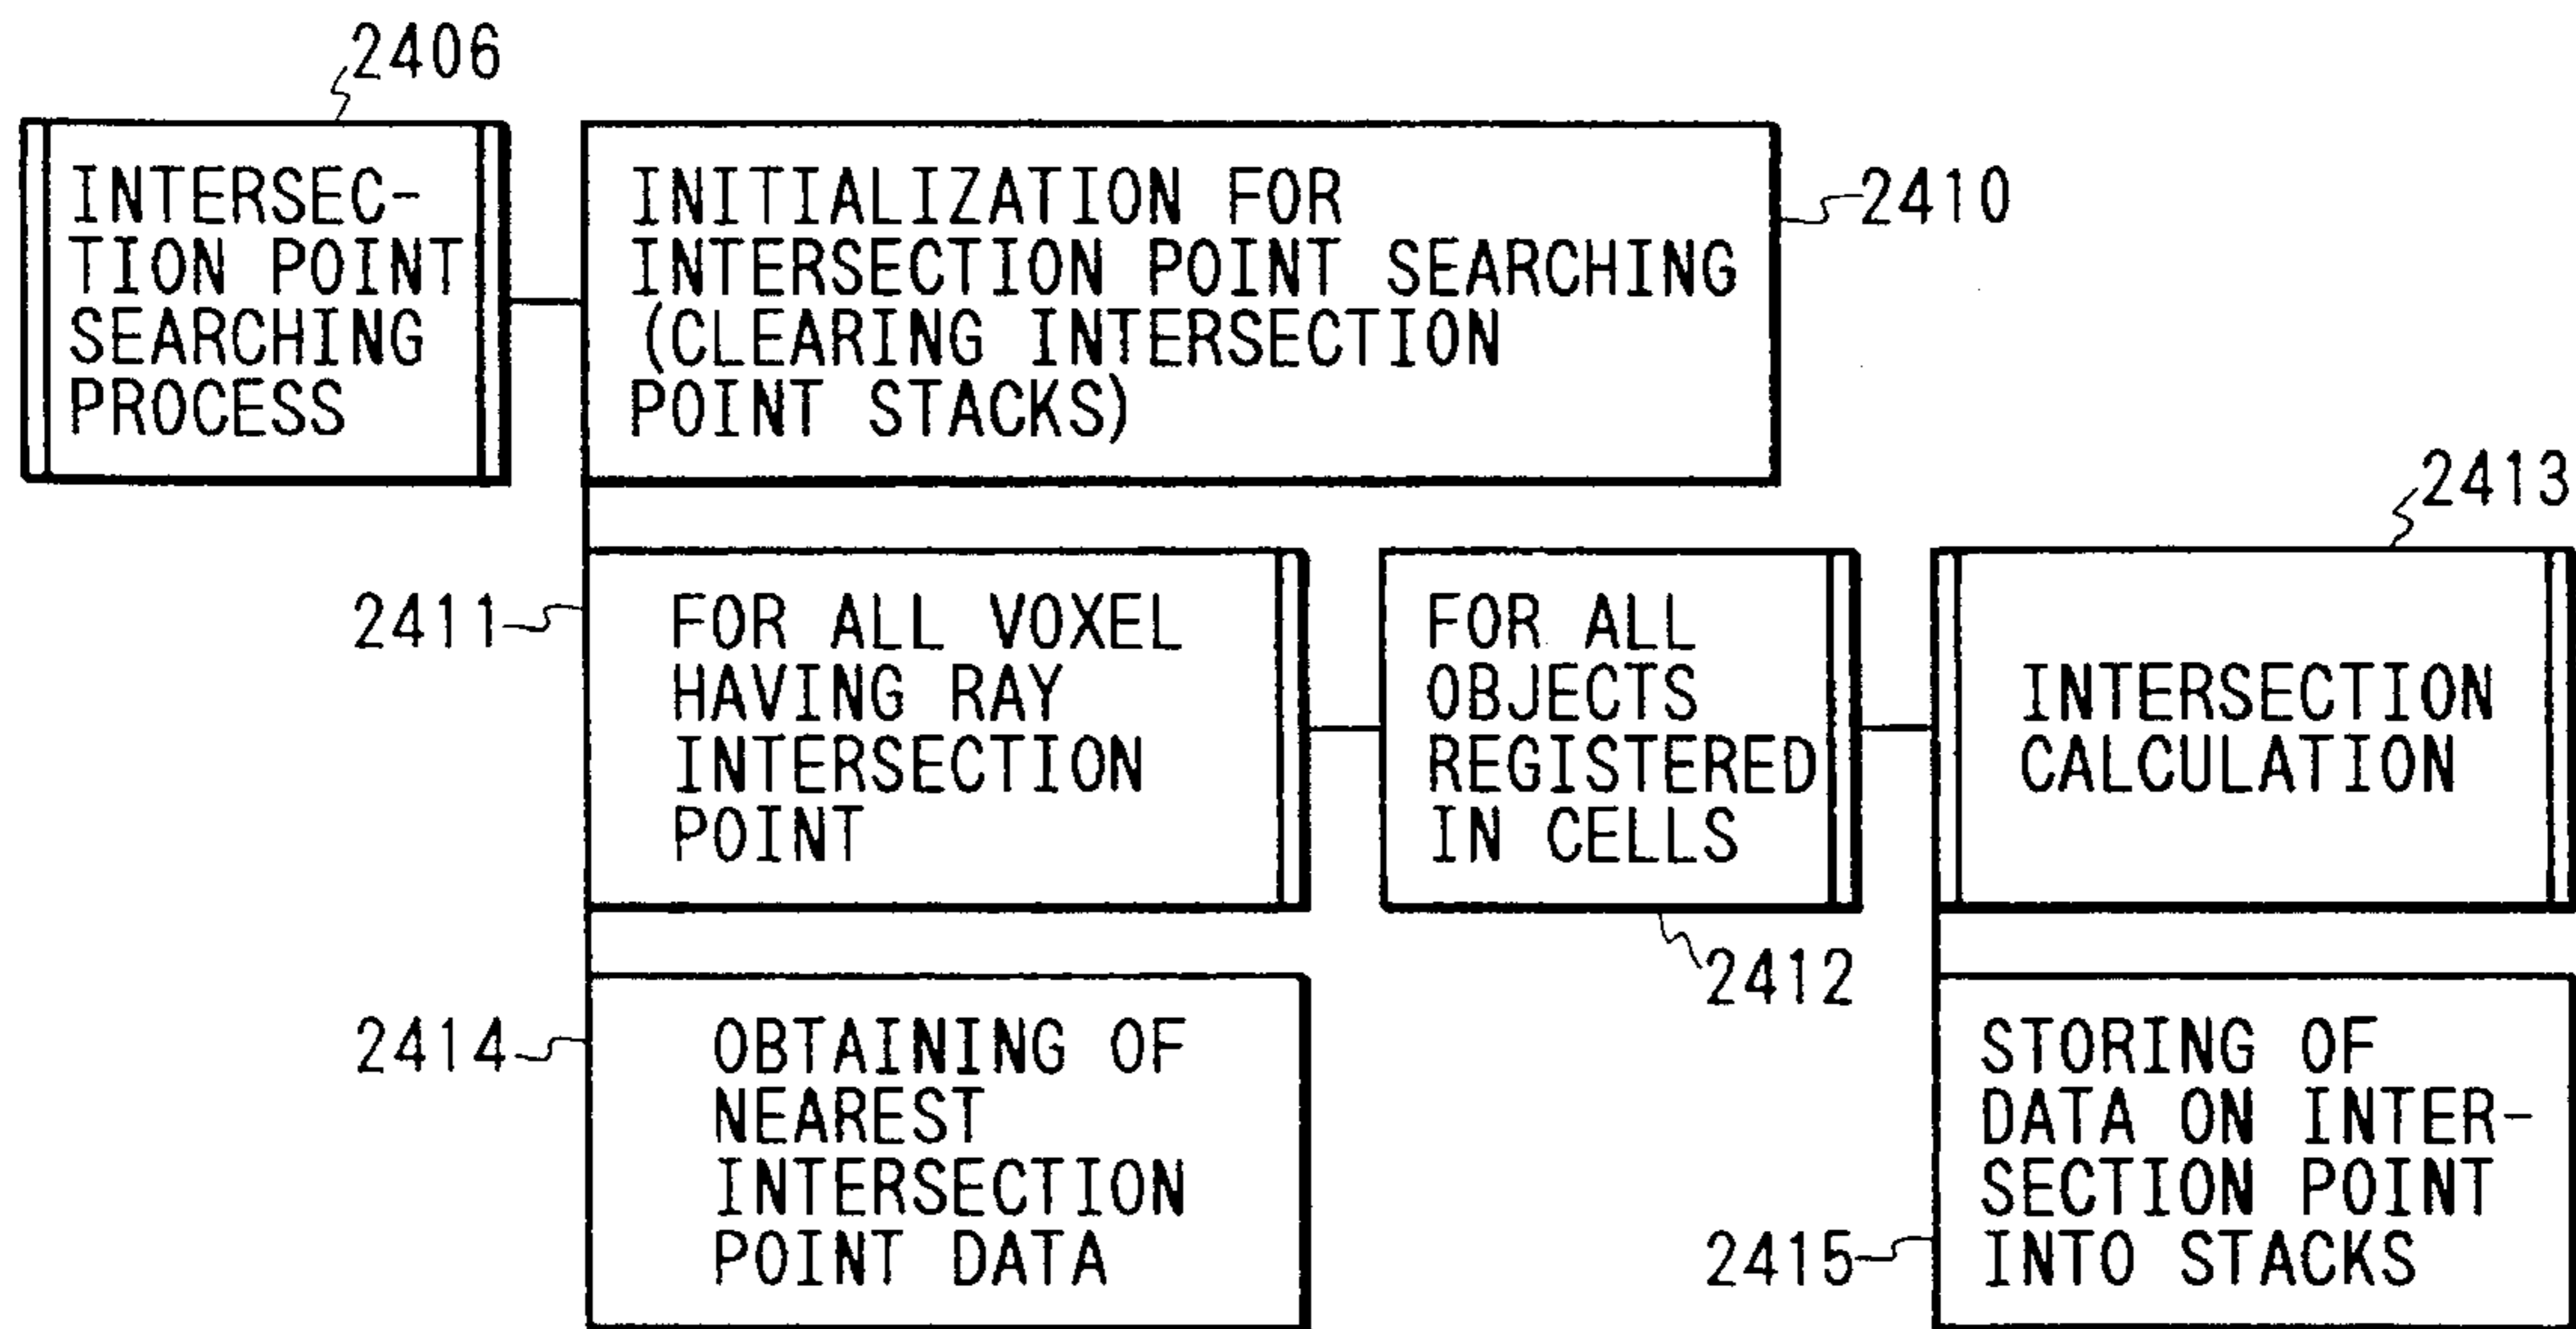 2406
INTERSEC-
TION POINT
SEARCHING
PROCESS
INITIALIZATION FOR
INTERSECTION POINT SEARCHING
(CLEARING INTERSECTION
POINT STACKS)
2410
2411
FOR ALL VOXEL
HAVING RAY
INTERSECTION
POINT
FOR ALL
OBJECTS
REGISTERED
IN CELLS
2412
2413
INTERSECTION
CALCULATION
2414
OBTAINING OF
NEAREST
INTERSECTION
POINT DATA
2415
STORING OF
DATA ON INTER-
SECTION POINT
INTO STACKS